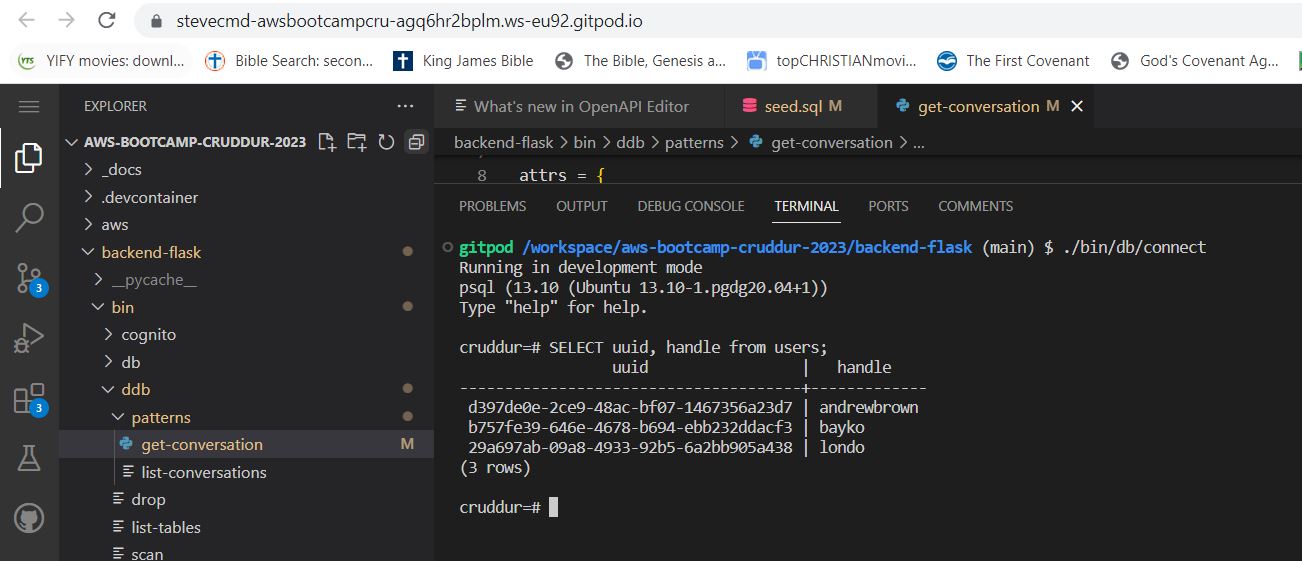 stevecmd-awsbootcampcru-agq6hr2bplm.ws-eu92.gitpod.io
YTS YIFY movies: downl... Bible Search: secon... King James Bible The Bible, Genesis a... topCHRISTIANmovi... The First Covenant God's Covenant Ag...
EXPLORER ...
AWS-BOOTCAMP-CRUDDUR-2023
_docs
.devcontainer
aws
backend-flask
__pycache__
bin
cognito
db
ddb
patterns
get-conversation M
list-conversations
drop
list-tables
scan
3
3
What's new in OpenAPI Editor seed.sql M get-conversation M
backend-flask > bin > ddb > patterns > get-conversation > ...
8 attrs = {
PROBLEMS OUTPUT DEBUG CONSOLE TERMINAL PORTS COMMENTS
gitpod /workspace/aws-bootcamp-cruddur-2023/backend-flask (main) $ ./bin/db/connect
Running in development mode
psql (13.10 (Ubuntu 13.10-1.pgdg20.04+1))
Type "help" for help.
cruddur=# SELECT uuid, handle from users;
uuid | handle
--------------------------------------+-------------
d397de0e-2ce9-48ac-bf07-1467356a23d7 | andrewbrown
b757fe39-646e-4678-b694-ebb232ddacf3 | bayko
29a697ab-09a8-4933-92b5-6a2bb905a438 | londo
(3 rows)
cruddur=#